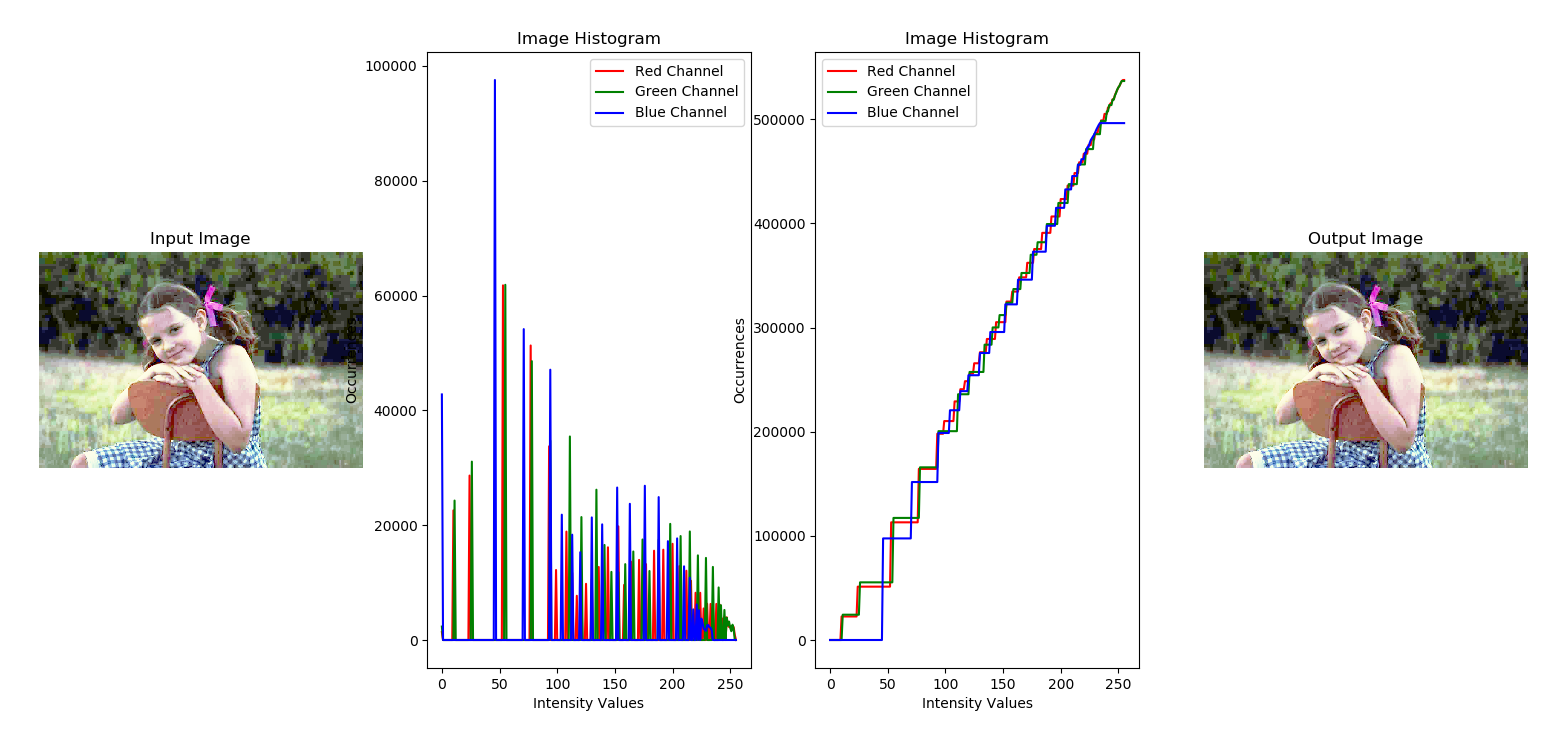 Input Image
Image Histogram
Red Channel
Green Channel
Blue Channel
100000
80000
60000
40000
20000
0
0 50 100 150 200 250
Intensity Values
Image Histogram
Red Channel
Green Channel
Blue Channel
Occurrences
500000
400000
300000
200000
100000
0
0 50 100 150 200 250
Intensity Values
Output Image